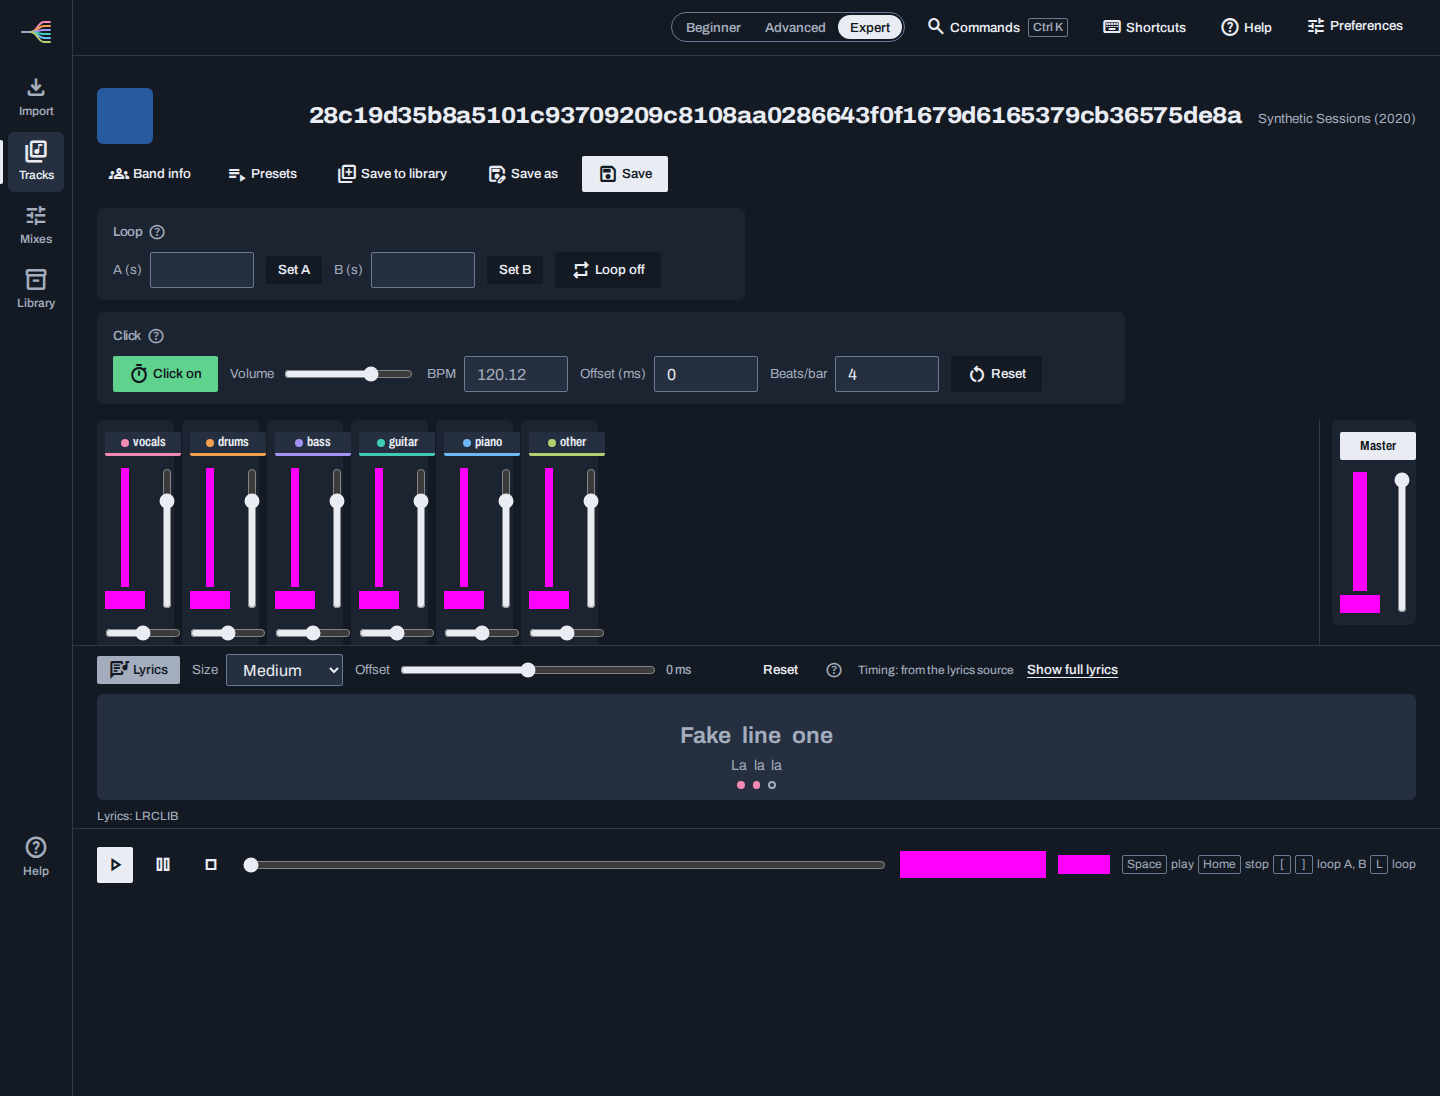 Beginner Advanced Expert Commands Ctrl K Shortcuts Help Preferences
Import
Tracks
Mixes
Library
Help
28c19d35b8a5101c93709209c8108aa0286643f0f1679d6165379cb36575de8a Synthetic Sessions (2020)
Band info Presets Save to library Save as Save
Loop
A (s) Set A B (s) Set B Loop off
Click
Click on Volume BPM 120.12 Offset (ms) 0 Beats/bar 4 Reset
vocals drums bass guitar piano other Master
Lyrics Size Medium Offset 0 ms Reset Timing: from the lyrics source Show full lyrics
Fake line one
La la la
Lyrics: LRCLIB
Space play Home stop [ ] loop A, B L loop